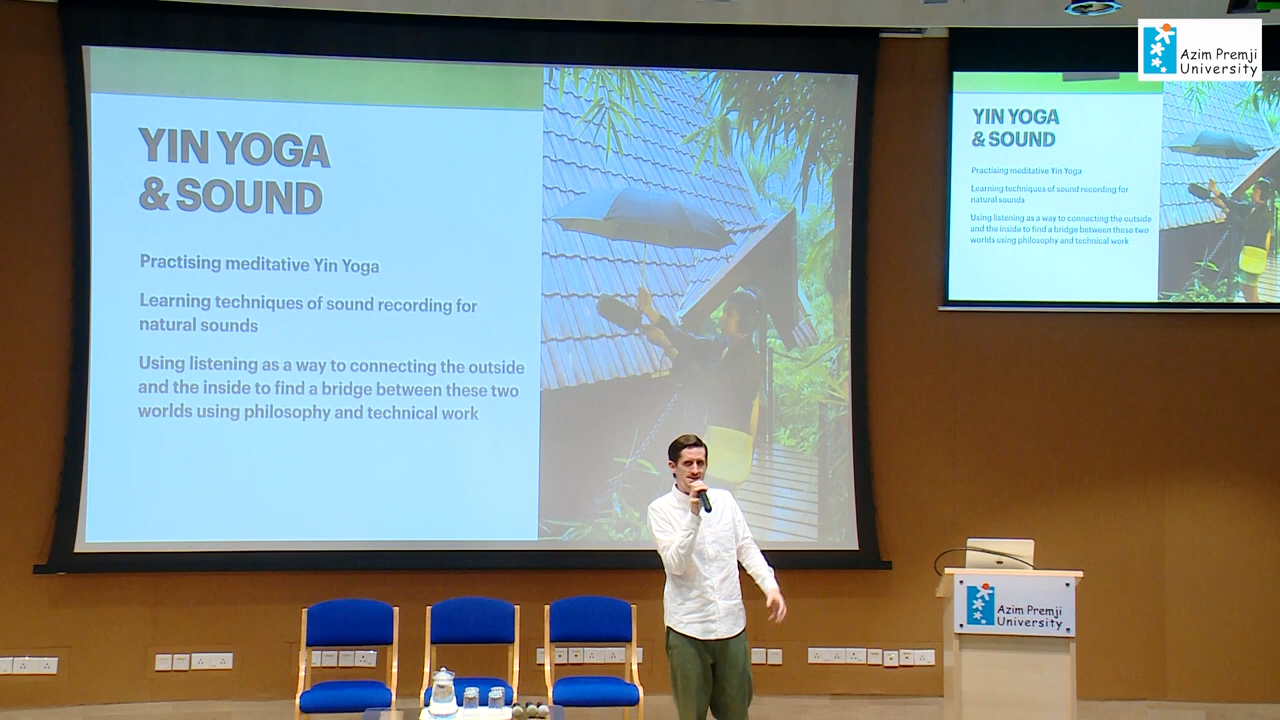 YIN YOGA
& SOUND
Practising meditative Yin Yoga
Learning techniques of sound recording for
natural sounds
Using listening as a way to connecting the outside
and the inside to find a bridge between these two
worlds using philosophy and technical work
Azim Premji
University
YIN YOGA
& SOUND
Practising meditative Yin Yoga
Learning techniques of sound recording for
natural sounds
Using listening as a way to connecting the outside
and the inside to find a bridge between these two
worlds using philosophy and technical work
Azim Premji
University